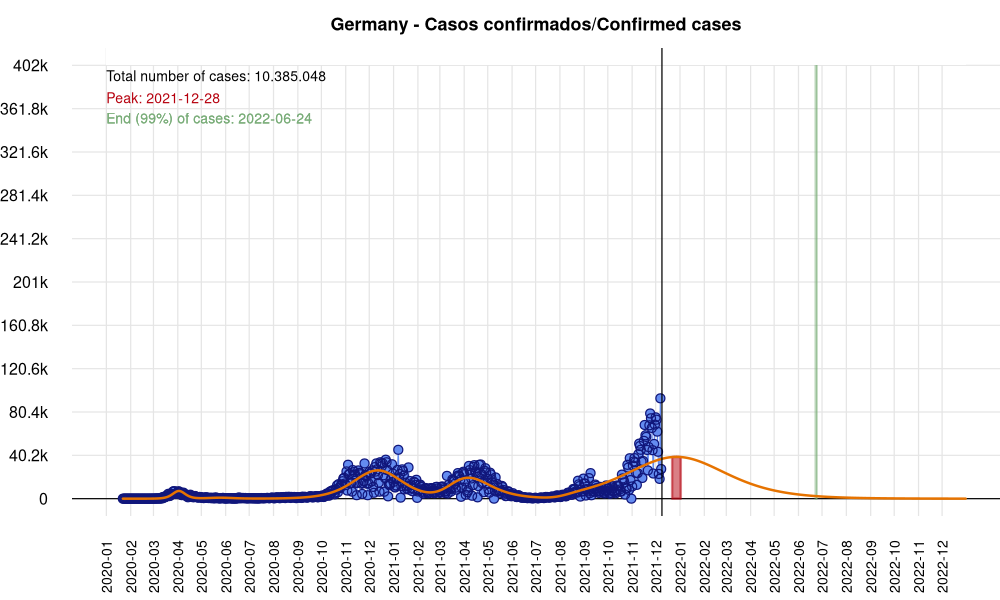 Germany - Casos confirmados/Confirmed cases
402k
Total number of cases: 10.385.048
Peak: 2021-12-28
361.8k
End (99%) of cases: 2022-06-24
321.6k
281.4k
241.2k
201k
160.8k
120.6k
80.4k
40.2k
0
2020-01
2020-02
2020-03
2020-04
2020-05
2020-06
2020-07
2020-08
2020-09
2020-10
2020-11
2020-12
2021-01
2021-02
2021-03
2021-04
2021-05
2021-06
2021-07
2021-08
2021-09
2021-10
2021-11
2021-12
2022-01
2022-02
2022-03
2022-04
2022-05
2022-06
2022-07
2022-08
2022-09
2022-10
2022-11
2022-12